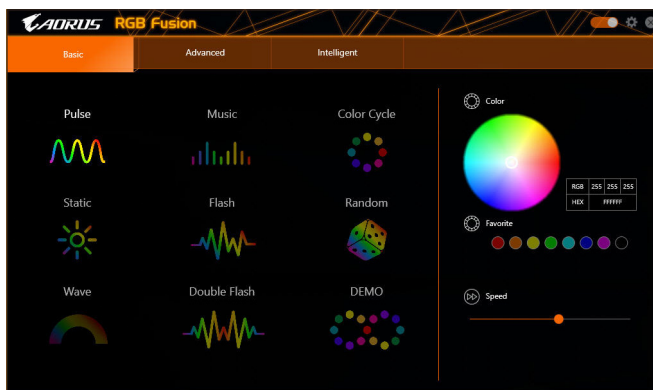 AORUS RGB Fusion
Basic Advanced Intelligent
Pulse Music Color Cycle
Static Flash Random
Wave Double Flash DEMO
Color
RGB 255 255 255
HEX FFFFFF
Favorite
Speed